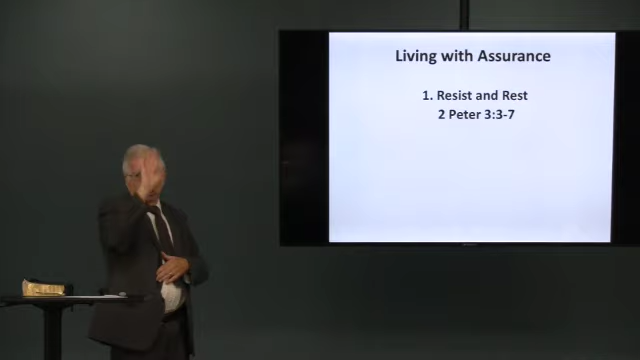 Living with Assurance
1. Resist and Rest
2 Peter 3:3-7